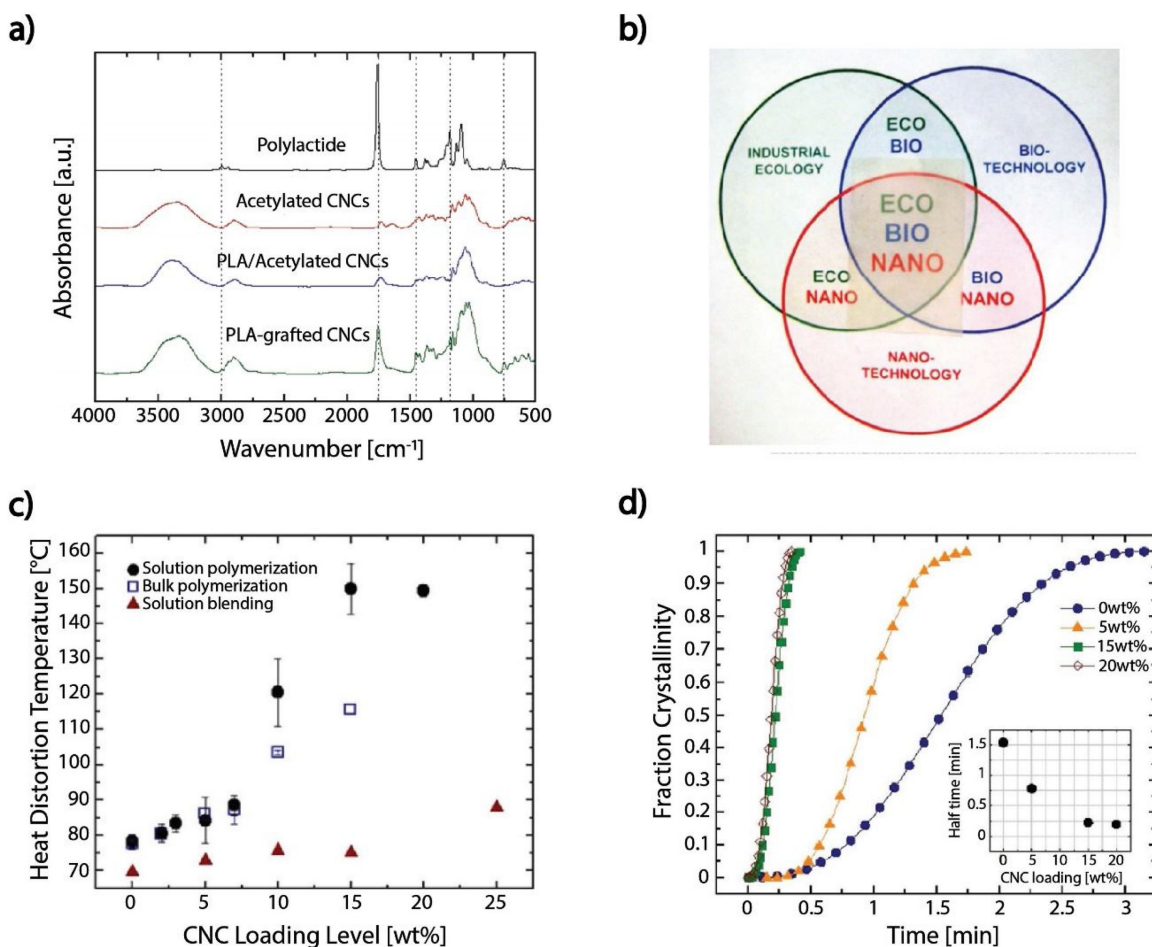 a)
Absorbance [a.u.]
Polylactide
Acetylated CNCs
PLA/Acetylated CNCs
PLA-grafted CNCs
4000 3500 3000 2500 2000 1500 1000 500
Wavenumber [cm⁻¹]
b)
ECO
BIO
INDUSTRIAL
ECOLOGY
BIO-
TECHNOLOGY
ECO
BIO
NANO
ECO
NANO
BIO
NANO
NANO-
TECHNOLOGY
c)
Heat Distortion Temperature [°C]
160
150
140
130
120
110
100
90
80
70
Solution polymerization
Bulk polymerization
Solution blending
0 5 10 15 20 25
CNC Loading Level [wt%]
d)
Fraction Crystallinity
1
0.9
0.8
0.7
0.6
0.5
0.4
0.3
0.2
0.1
0
0wt%
5wt%
15wt%
20wt%
Half time [min]
1.5
1
0.5
0
0 5 10 15 20
CNC loading [wt%]
0 0.5 1 1.5 2 2.5 3
Time [min]